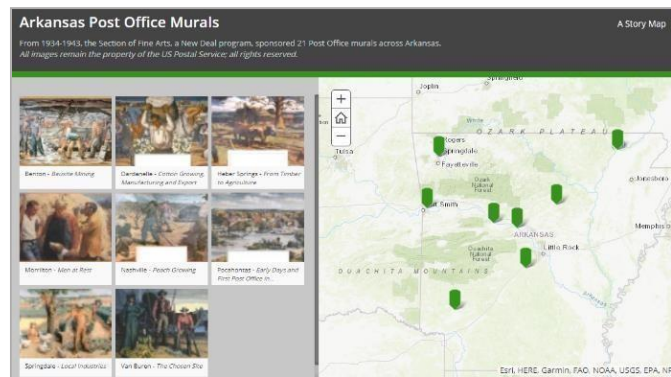 Arkansas Post Office Murals
A Story Map
From 1934-1943, the Section of Fine Arts, a New Deal program, sponsored 21 Post Office murals across Arkansas.
All images remain the property of the US Postal Service; all rights reserved.
Benton - Bauxite Mining
Dardanelle - Cotton Growing,
Manufacturing and Export
Heber Springs - From Timber
to Agriculture
Morrilton - Men at Rest
Nashville - Peach Growing
Pocahontas - Early Days and
First Post Office in...
Springdale - Local Industries
Van Buren - The Chosen Site
+
−
Joplin
Springfield
Tulsa
White
OZARK PLATEAU
Rogers
Springdale
Fayetteville
Ozark
National
Forest
Jonesboro
Smith
Memphis
ARKANSAS
Little Rock
Ouachita
National
Forest
OUACHITA MOUNTAINS
Arkansas
Esri, HERE, Garmin, FAO, NOAA, USGS, EPA, NP